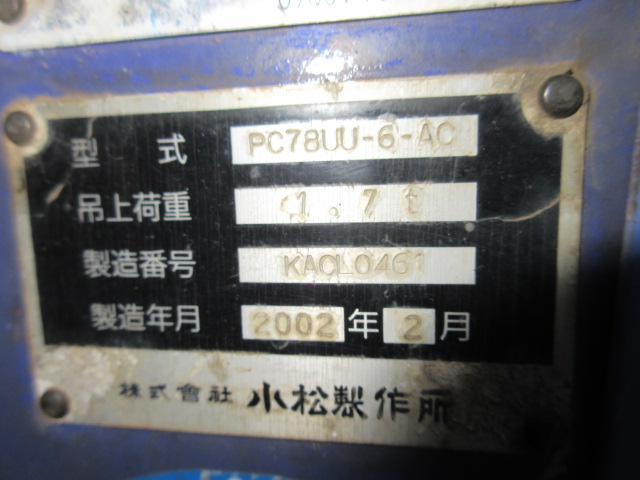 型 式 PC78UU-6-AC
吊上荷重 1.7t
製造番号 KACL0461
製造年月 2002年2月
株式會社 小松製作所